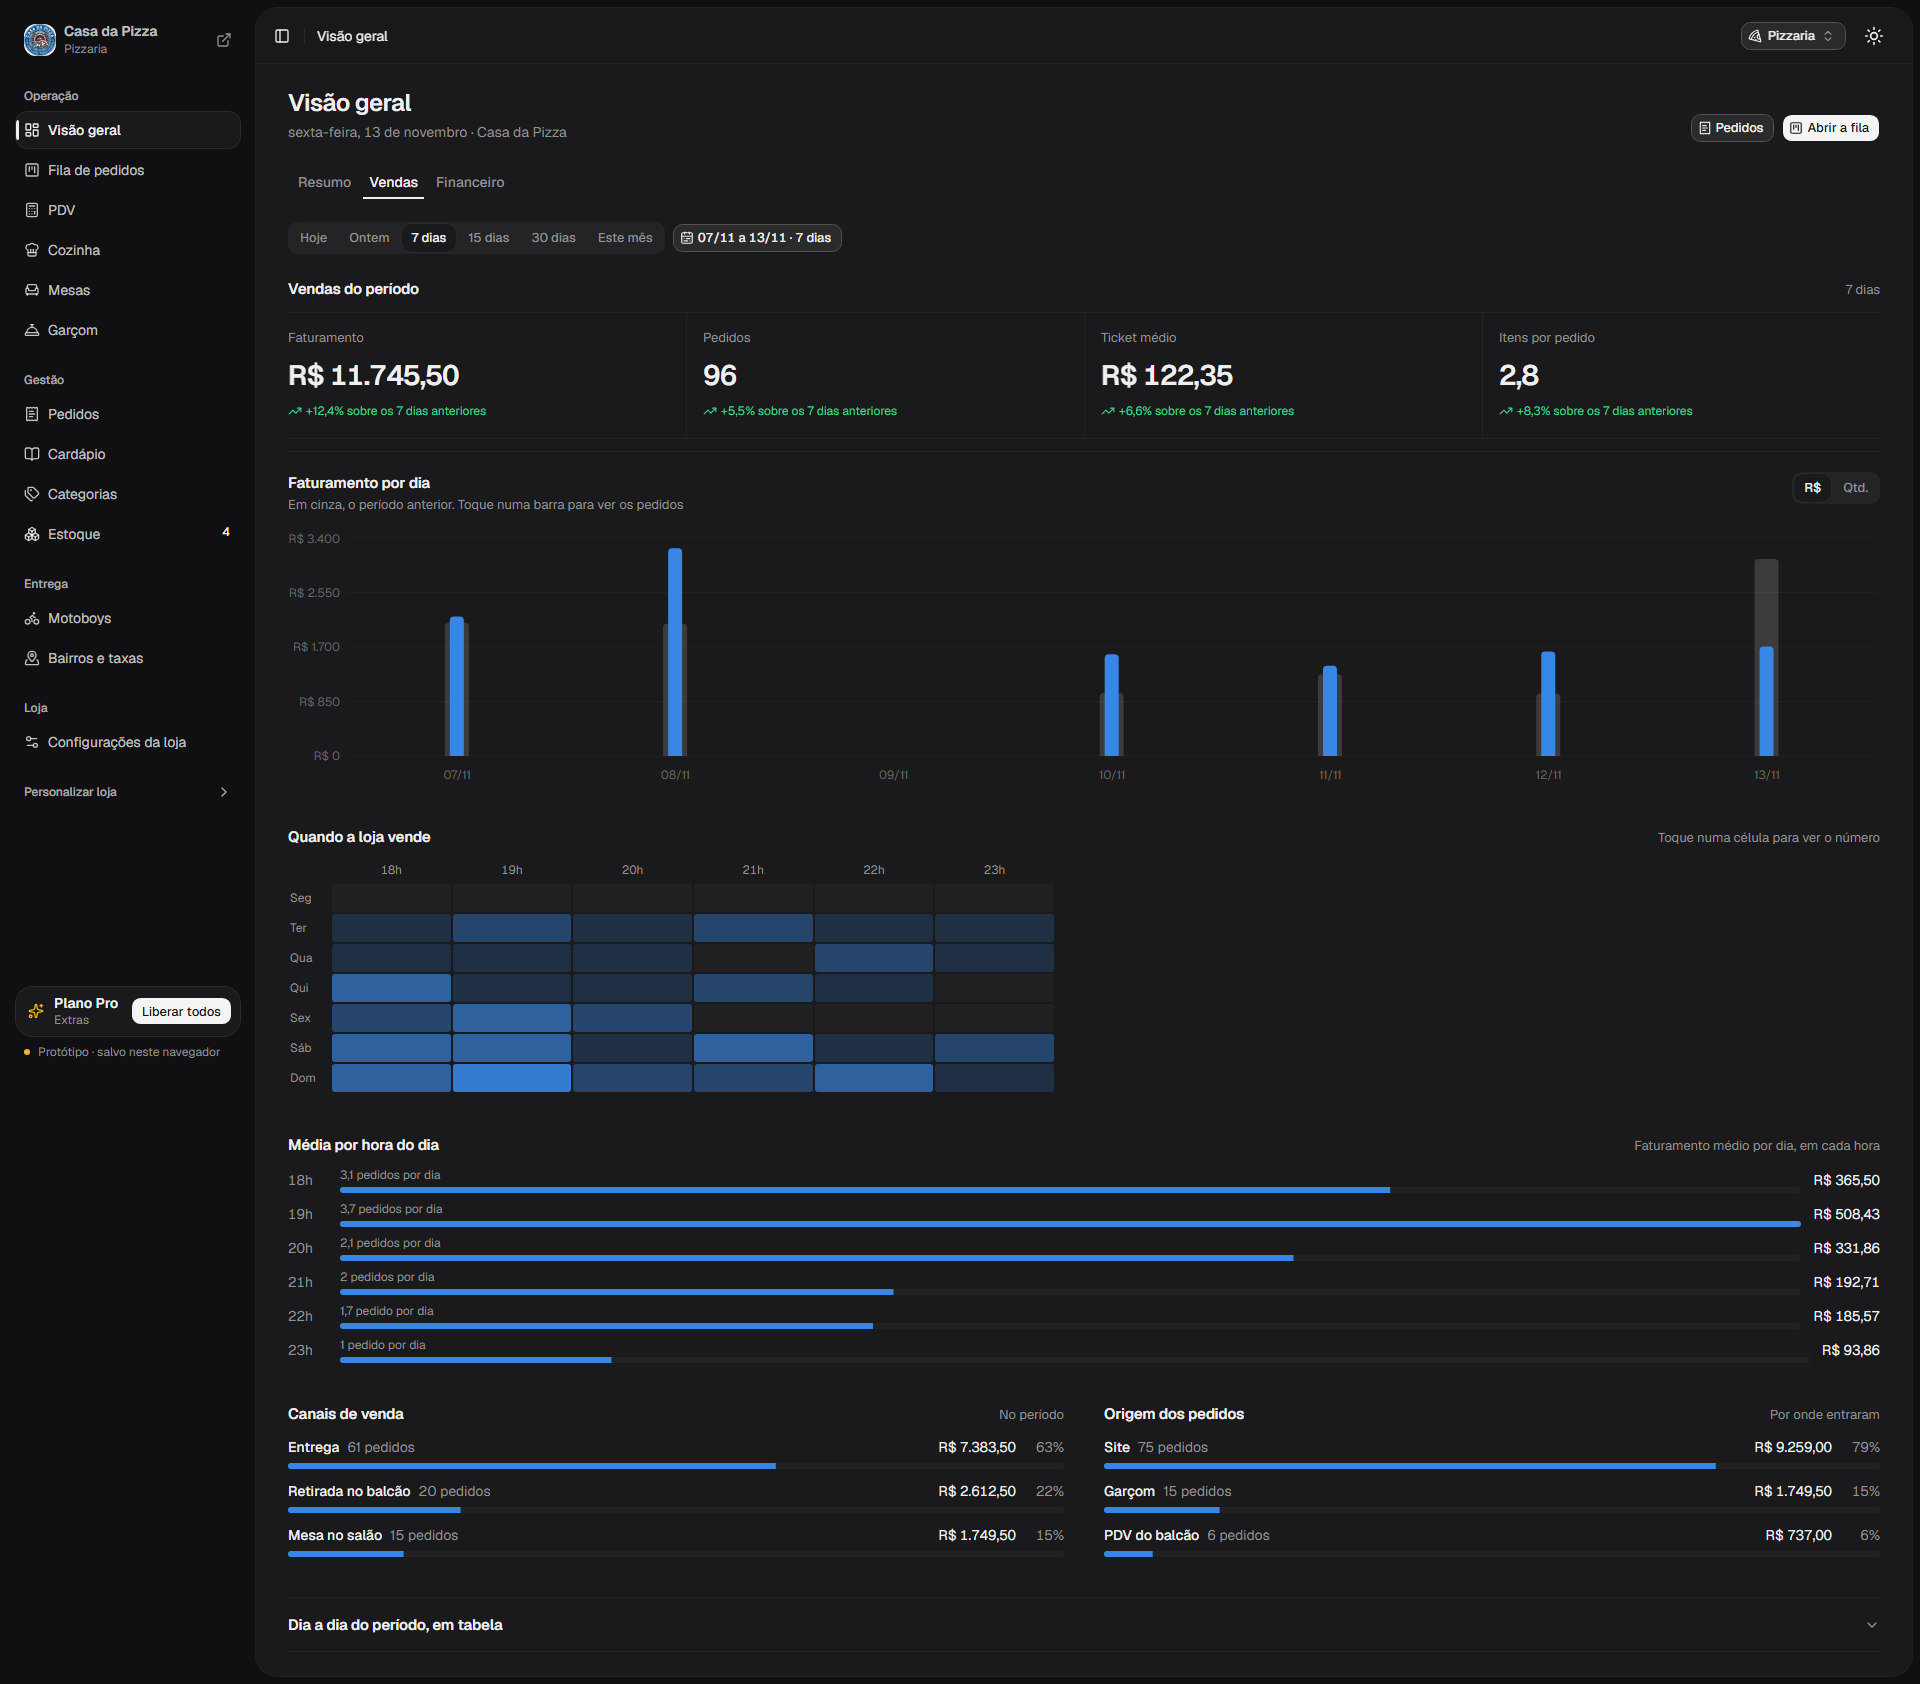 Casa da Pizza
Pizzaria
Operação
Visão geral
Fila de pedidos
PDV
Cozinha
Mesas
Garçom
Gestão
Pedidos
Cardápio
Categorias
Estoque 4
Entrega
Motoboys
Bairros e taxas
Loja
Configurações da loja
Personalizar loja
Plano Pro
Extras
Liberar todos
Protótipo · salvo neste navegador
Visão geral
Pizzaria
Visão geral
sexta-feira, 13 de novembro · Casa da Pizza
Pedidos Abrir a fila
Resumo Vendas Financeiro
Hoje Ontem 7 dias 15 dias 30 dias Este mês 07/11 a 13/11 · 7 dias
Vendas do período 7 dias
Faturamento Pedidos Ticket médio Itens por pedido
R$ 11.745,50 96 R$ 122,35 2,8
+12,4% sobre os 7 dias anteriores +5,5% sobre os 7 dias anteriores +6,6% sobre os 7 dias anteriores +8,3% sobre os 7 dias anteriores
Faturamento por dia R$ Qtd.
Em cinza, o período anterior. Toque numa barra para ver os pedidos
R$ 3.400
R$ 2.550
R$ 1.700
R$ 850
R$ 0
07/11 08/11 09/11 10/11 11/11 12/11 13/11
Quando a loja vende Toque numa célula para ver o número
18h 19h 20h 21h 22h 23h
Seg
Ter
Qua
Qui
Sex
Sáb
Dom
Média por hora do dia Faturamento médio por dia, em cada hora
18h 3,1 pedidos por dia R$ 365,50
19h 3,7 pedidos por dia R$ 508,43
20h 2,1 pedidos por dia R$ 331,86
21h 2 pedidos por dia R$ 192,71
22h 1,7 pedido por dia R$ 185,57
23h 1 pedido por dia R$ 93,86
Canais de venda No período
Entrega 61 pedidos R$ 7.383,50 63%
Retirada no balcão 20 pedidos R$ 2.612,50 22%
Mesa no salão 15 pedidos R$ 1.749,50 15%
Origem dos pedidos Por onde entraram
Site 75 pedidos R$ 9.259,00 79%
Garçom 15 pedidos R$ 1.749,50 15%
PDV do balcão 6 pedidos R$ 737,00 6%
Dia a dia do período, em tabela